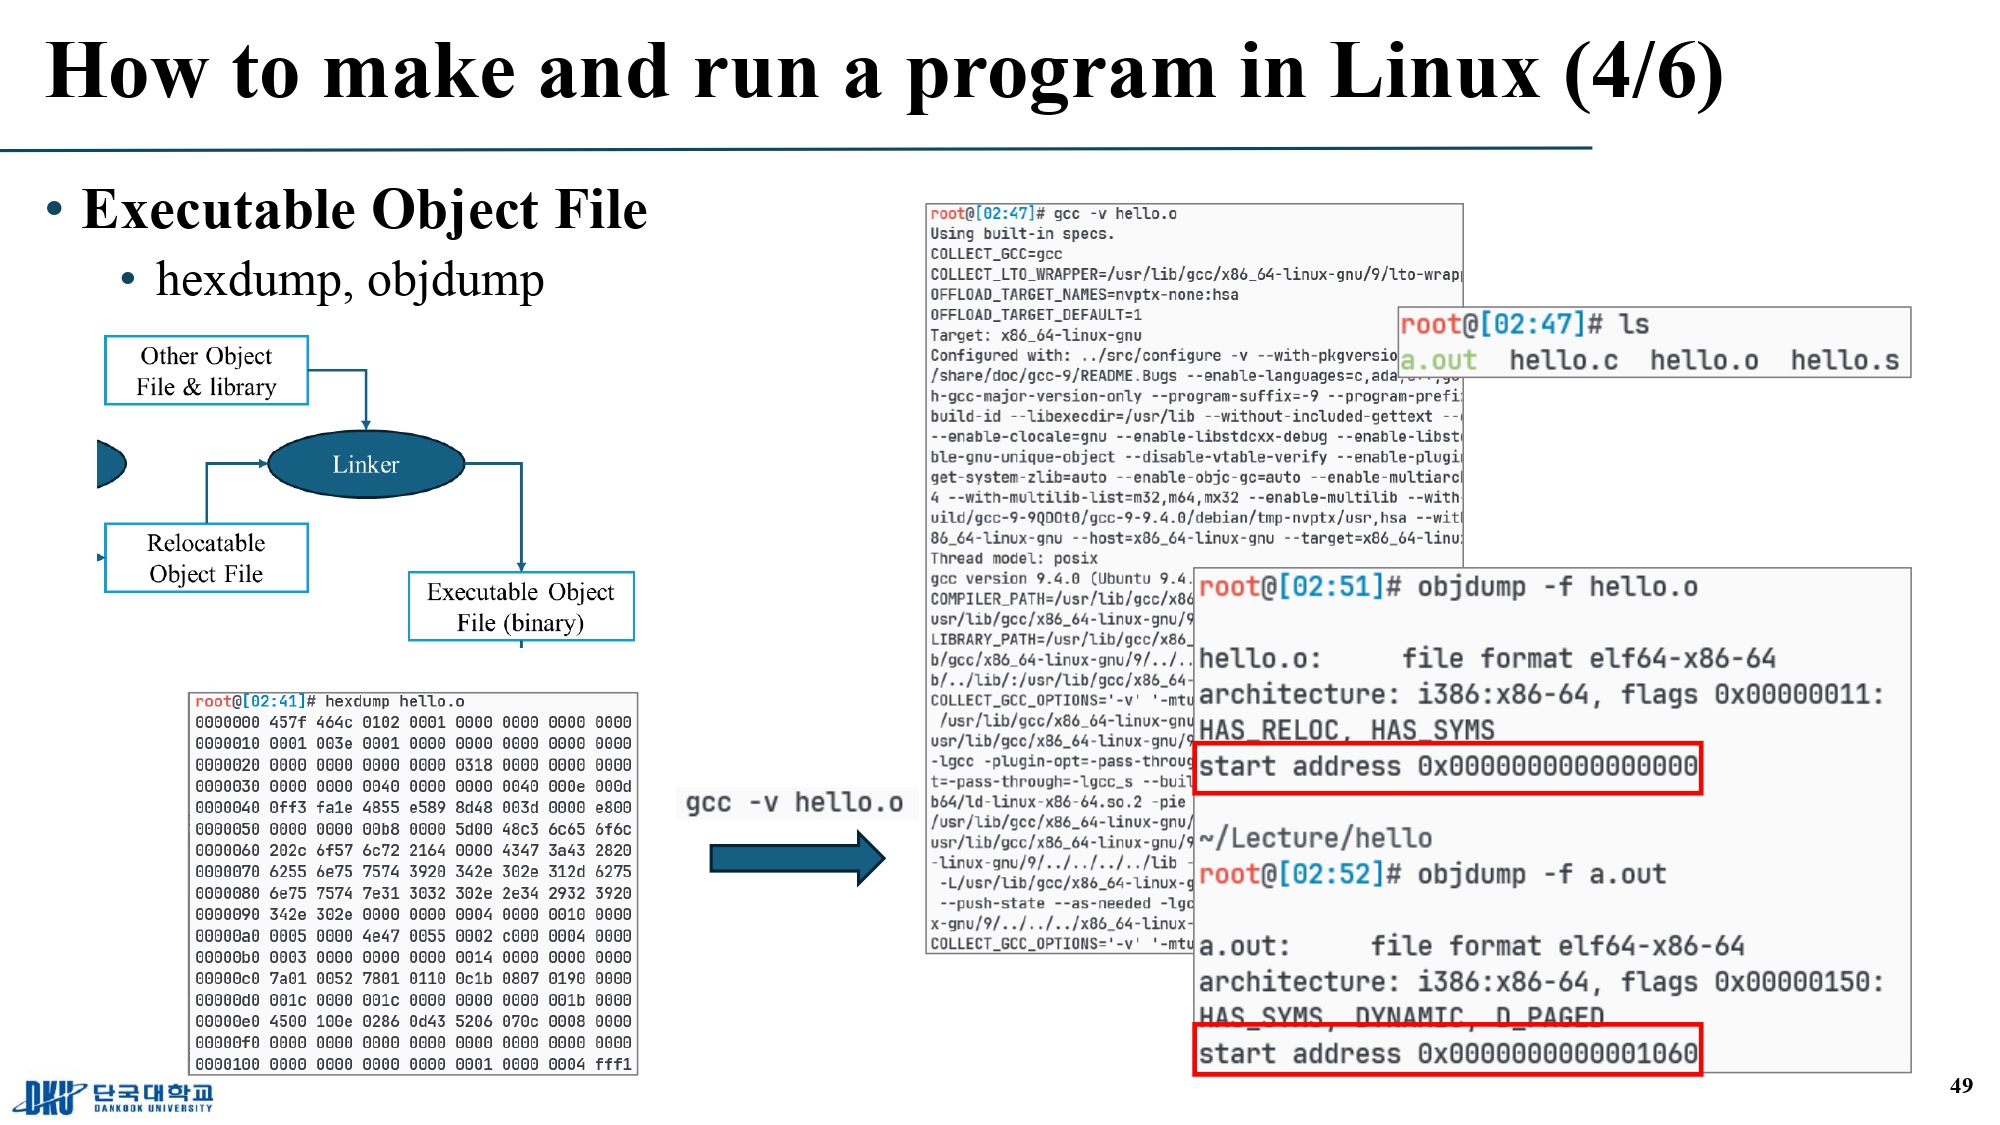 How to make and run a program in Linux (4/6)
• Executable Object File
• hexdump, objdump
Other Object
File & library
Linker
Relocatable
Object File
Executable Object
File (binary)
root@[02:41]# hexdump hello.o
0000000 457f 464c 0102 0001 0000 0000 0000 0000
0000010 0001 003e 0001 0000 0000 0000 0000 0000
0000020 0000 0000 0000 0000 0318 0000 0000 0000
0000030 0000 0000 0040 0000 0000 0040 000e 000d
0000040 0ff3 fa1e 4855 e589 8d48 003d 0000 e800
0000050 0000 0000 00b8 0000 5d00 48c3 6c65 6f6c
0000060 202c 6f57 6c72 2164 0000 4347 3a43 2820
0000070 6255 6e75 7574 3920 342e 302e 312d 6275
0000080 6e75 7574 7e31 3032 302e 2e34 2932 3920
0000090 342e 302e 0000 0000 0004 0000 0010 0000
00000a0 0005 0000 4e47 0055 0002 c000 0004 0000
00000b0 0003 0000 0000 0000 0014 0000 0000 0000
00000c0 7a01 0052 7801 0110 0c1b 0807 0190 0000
00000d0 001c 0000 001c 0000 0000 0000 001b 0000
00000e0 4500 100e 0286 0d43 5206 070c 0008 0000
00000f0 0000 0000 0000 0000 0000 0000 0000 0000
0000100 0000 0000 0000 0000 0001 0000 0004 fff1
gcc -v hello.o
root@[02:47]# gcc -v hello.o
Using built-in specs.
COLLECT_GCC=gcc
COLLECT_LTO_WRAPPER=/usr/lib/gcc/x86_64-linux-gnu/9/lto-wrap
OFFLOAD_TARGET_NAMES=nvptx-none:hsa
OFFLOAD_TARGET_DEFAULT=1
Target: x86_64-linux-gnu
Configured with: ../src/configure -v --with-pkgversio
/share/doc/gcc-9/README.Bugs --enable-languages=c,ada,c++,go
h-gcc-major-version-only --program-suffix=-9 --program-prefi
build-id --libexecdir=/usr/lib --without-included-gettext --
--enable-clocale=gnu --enable-libstdcxx-debug --enable-libst
ble-gnu-unique-object --disable-vtable-verify --enable-plugi
get-system-zlib=auto --enable-objc-gc=auto --enable-multiarc
4 --with-multilib-list=m32,m64,mx32 --enable-multilib --with
uild/gcc-9-9QDOt0/gcc-9-9.4.0/debian/tmp-nvptx/usr,hsa --wit
86_64-linux-gnu --host=x86_64-linux-gnu --target=x86_64-linu
Thread model: posix
gcc version 9.4.0 (Ubuntu 9.4.
COMPILER_PATH=/usr/lib/gcc/x86
usr/lib/gcc/x86_64-linux-gnu/9
LIBRARY_PATH=/usr/lib/gcc/x86_
b/gcc/x86_64-linux-gnu/9/../..
b/../lib/:/usr/lib/gcc/x86_64-
COLLECT_GCC_OPTIONS='-v' '-mtu
/usr/lib/gcc/x86_64-linux-gnu
usr/lib/gcc/x86_64-linux-gnu/9
-lgcc -plugin-opt=-pass-throug
t=-pass-through=-lgcc_s --buil
b64/ld-linux-x86-64.so.2 -pie
/usr/lib/gcc/x86_64-linux-gnu/
usr/lib/gcc/x86_64-linux-gnu/9
-linux-gnu/9/../../../../lib -
-L/usr/lib/gcc/x86_64-linux-g
--push-state --as-needed -lgc
x-gnu/9/../../../x86_64-linux-
COLLECT_GCC_OPTIONS='-v' '-mtu
root@[02:47]# ls
a.out hello.c hello.o hello.s
root@[02:51]# objdump -f hello.o
hello.o: file format elf64-x86-64
architecture: i386:x86-64, flags 0x00000011:
HAS_RELOC, HAS_SYMS
start address 0x0000000000000000
~/Lecture/hello
root@[02:52]# objdump -f a.out
a.out: file format elf64-x86-64
architecture: i386:x86-64, flags 0x00000150:
HAS_SYMS, DYNAMIC, D_PAGED
start address 0x0000000000001060
DKU 단국대학교
DANKOOK UNIVERSITY
49